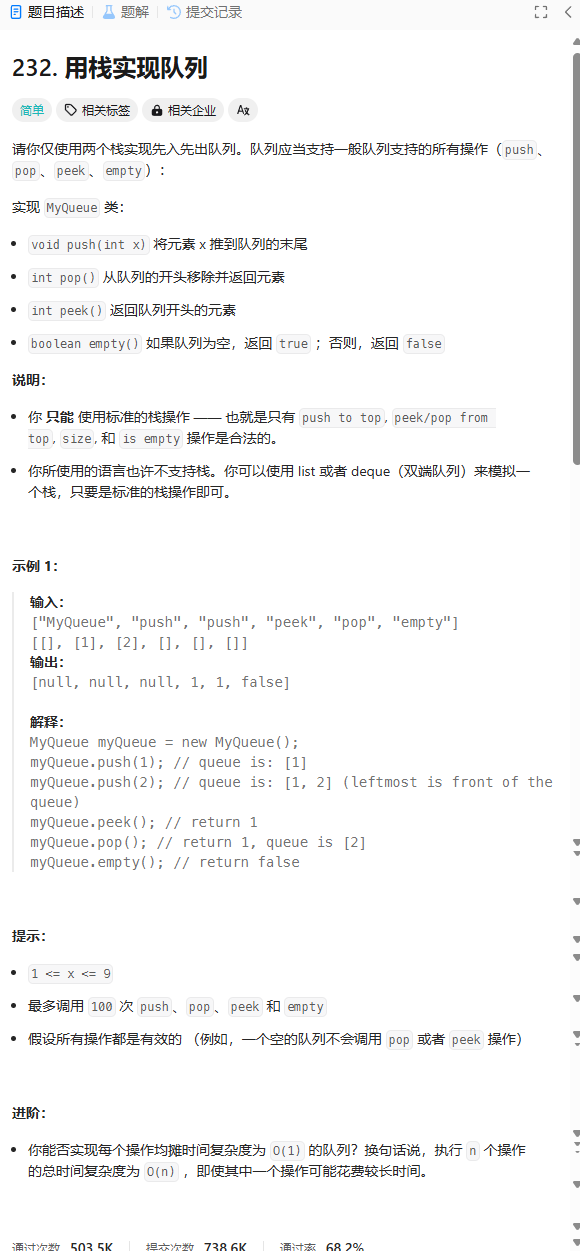 题目描述 题解 提交记录
232. 用栈实现队列
简单 相关标签 相关企业 Ax
请你仅使用两个栈实现先入先出队列。队列应当支持一般队列支持的所有操作（push、
pop、peek、empty）：
实现 MyQueue 类：
void push(int x) 将元素 x 推到队列的末尾
int pop() 从队列的开头移除并返回元素
int peek() 返回队列开头的元素
boolean empty() 如果队列为空，返回 true ；否则，返回 false
说明：
你 只能 使用标准的栈操作 —— 也就是只有 push to top, peek/pop from
top, size, 和 is empty 操作是合法的。
你所使用的语言也许不支持栈。你可以使用 list 或者 deque（双端队列）来模拟一
个栈，只要是标准的栈操作即可。
示例 1：
输入：
["MyQueue", "push", "push", "peek", "pop", "empty"]
[[], [1], [2], [], [], []]
输出：
[null, null, null, 1, 1, false]
解释：
MyQueue myQueue = new MyQueue();
myQueue.push(1); // queue is: [1]
myQueue.push(2); // queue is: [1, 2] (leftmost is front of the
queue)
myQueue.peek(); // return 1
myQueue.pop(); // return 1, queue is [2]
myQueue.empty(); // return false
提示：
1 <= x <= 9
最多调用 100 次 push、pop、peek 和 empty
假设所有操作都是有效的 （例如，一个空的队列不会调用 pop 或者 peek 操作）
进阶：
你能否实现每个操作均摊时间复杂度为 O(1) 的队列？换句话说，执行 n 个操作
的总时间复杂度为 O(n) ，即使其中一个操作可能花费较长时间。
通过次数 503.5K 提交次数 738.6K 通过率 68.2%